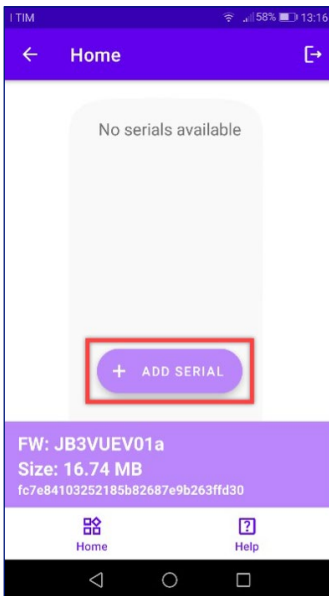 I TIM 58% 13:16
Home
No serials available
+ ADD SERIAL
FW: JB3VUEV01a
Size: 16.74 MB
fc7e84103252185b82687e9b263ffd30
Home Help